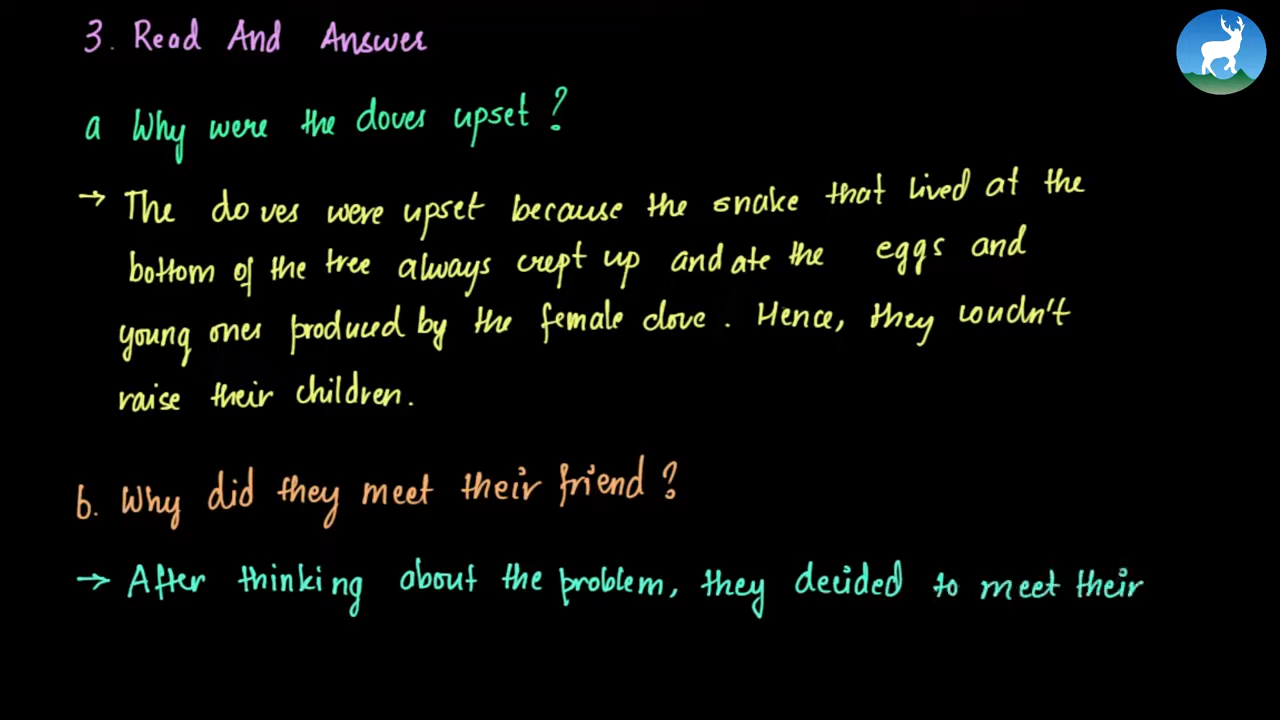 3. Read And Answer
a Why were the doves upset?
→ The doves were upset because the snake that lived at the
bottom of the tree always crept up and ate the eggs and
young ones produced by the female dove. Hence, they couldn't
raise their children.
b. Why did they meet their friend?
→ After thinking about the problem, they decided to meet their